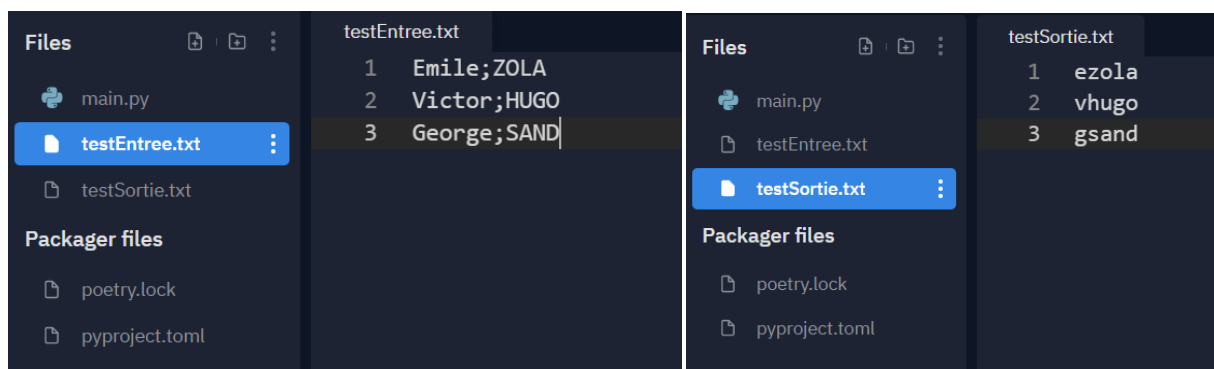 Files
main.py
testEntree.txt
testSortie.txt
Packager files
poetry.lock
pyproject.toml
testEntree.txt
1 Emile;ZOLA
2 Victor;HUGO
3 George;SAND
Files
main.py
testEntree.txt
testSortie.txt
Packager files
poetry.lock
pyproject.toml
testSortie.txt
1 ezola
2 vhugo
3 gsand